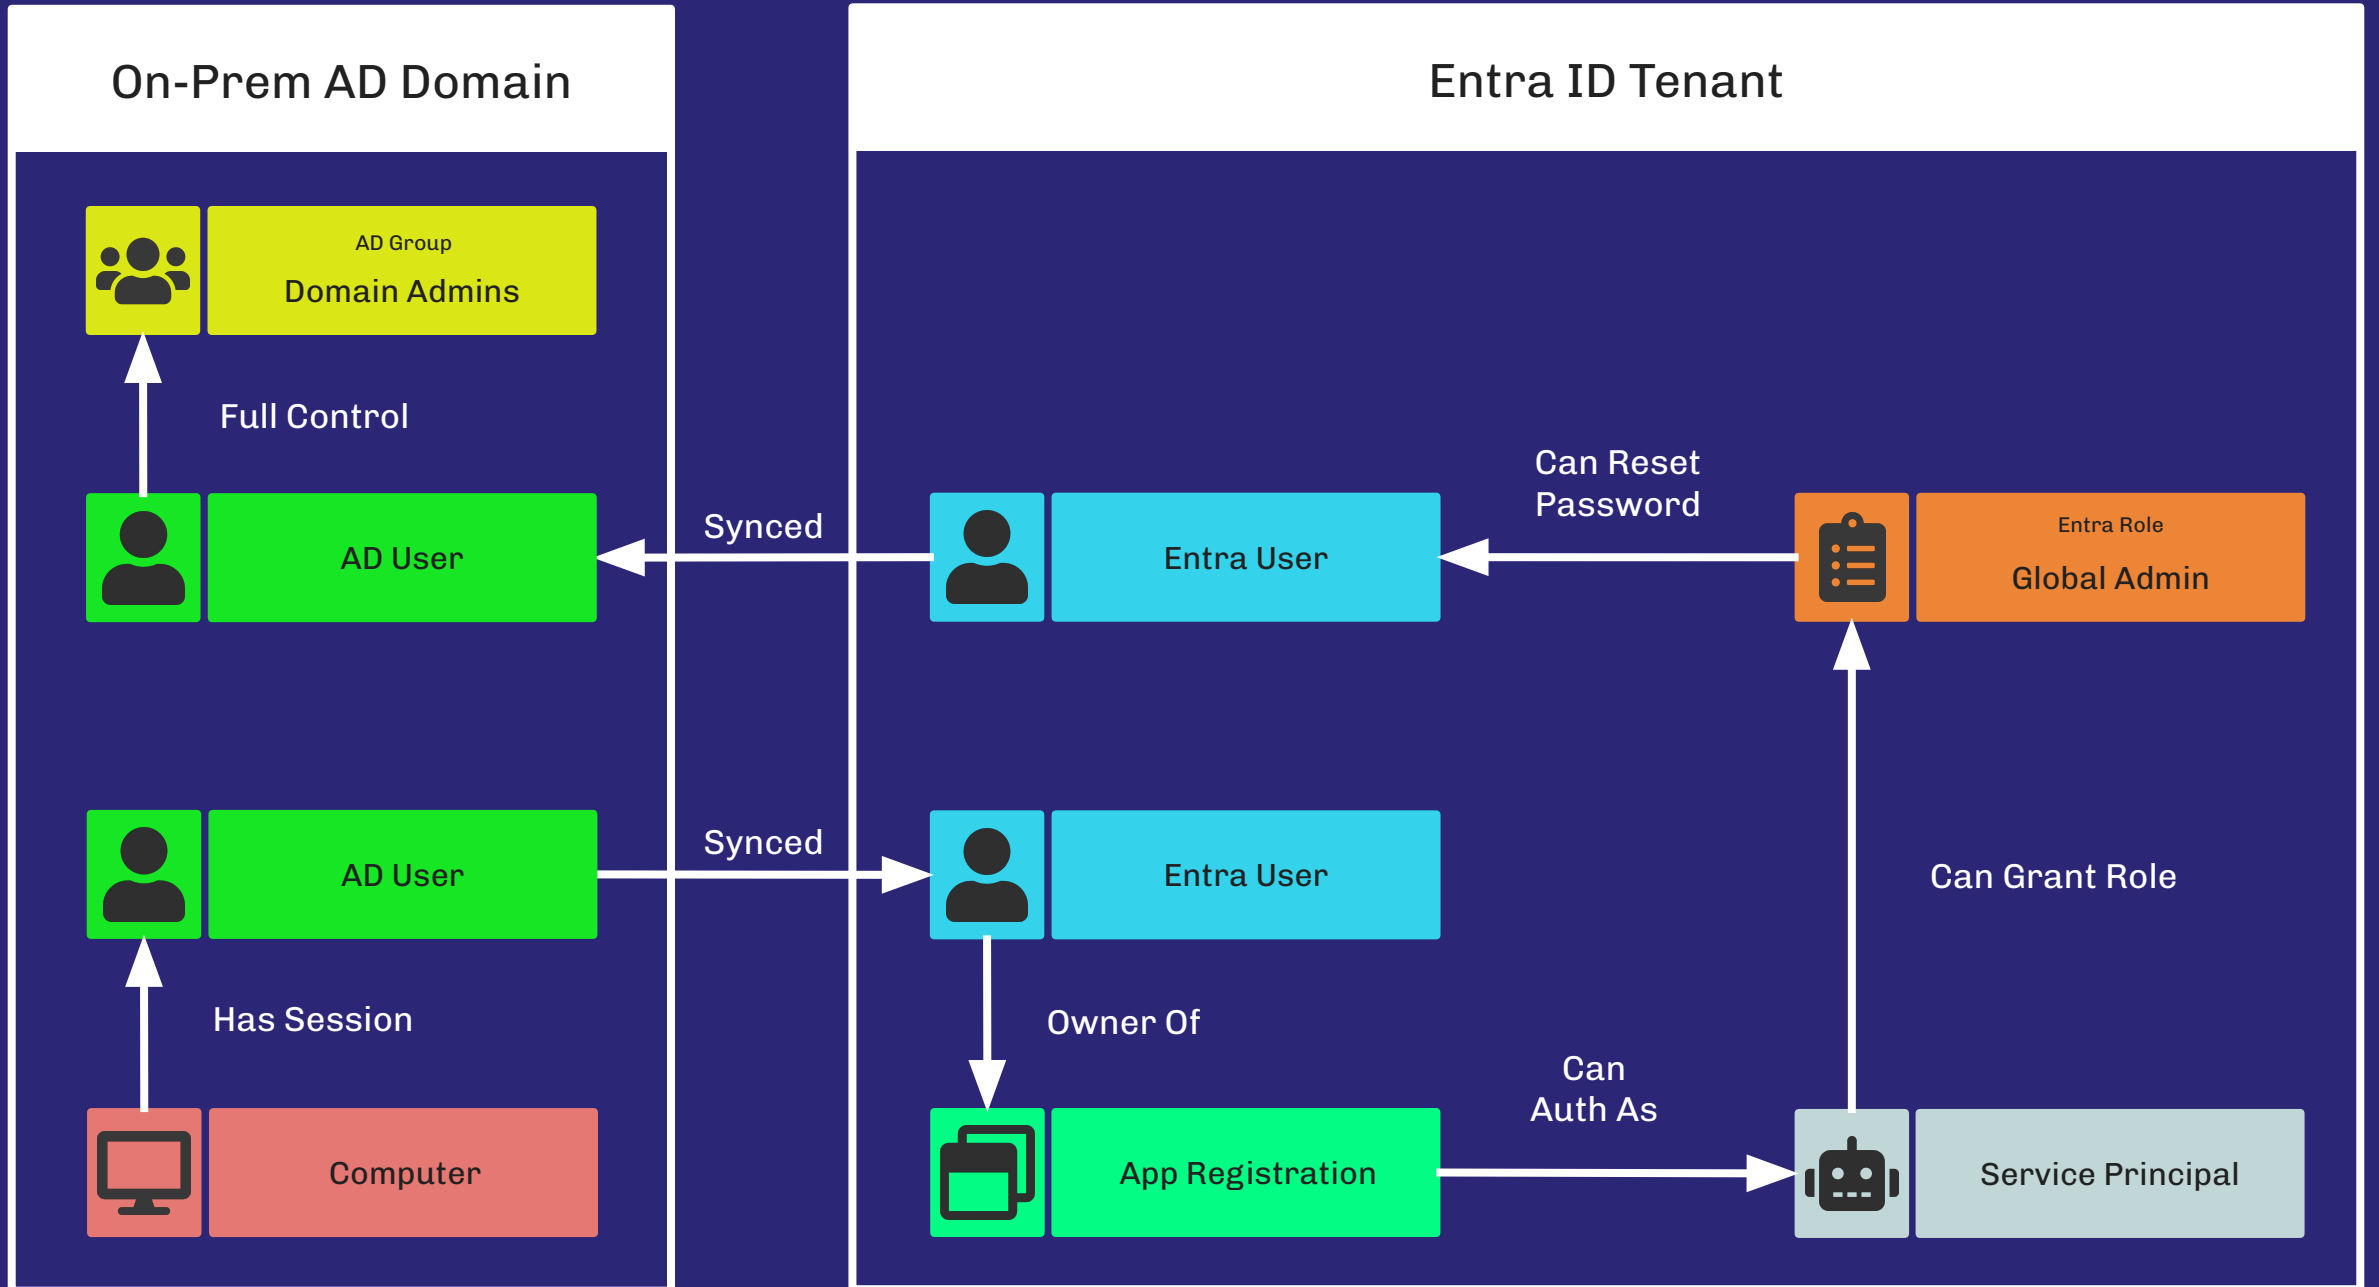 On-Prem AD Domain
Entra ID Tenant
AD Group
Domain Admins
Full Control
Can Reset
Password
Synced
AD User
Entra User
Entra Role
Global Admin
Synced
AD User
Entra User
Can Grant Role
Has Session
Owner Of
Can
Auth As
Computer
App Registration
Service Principal